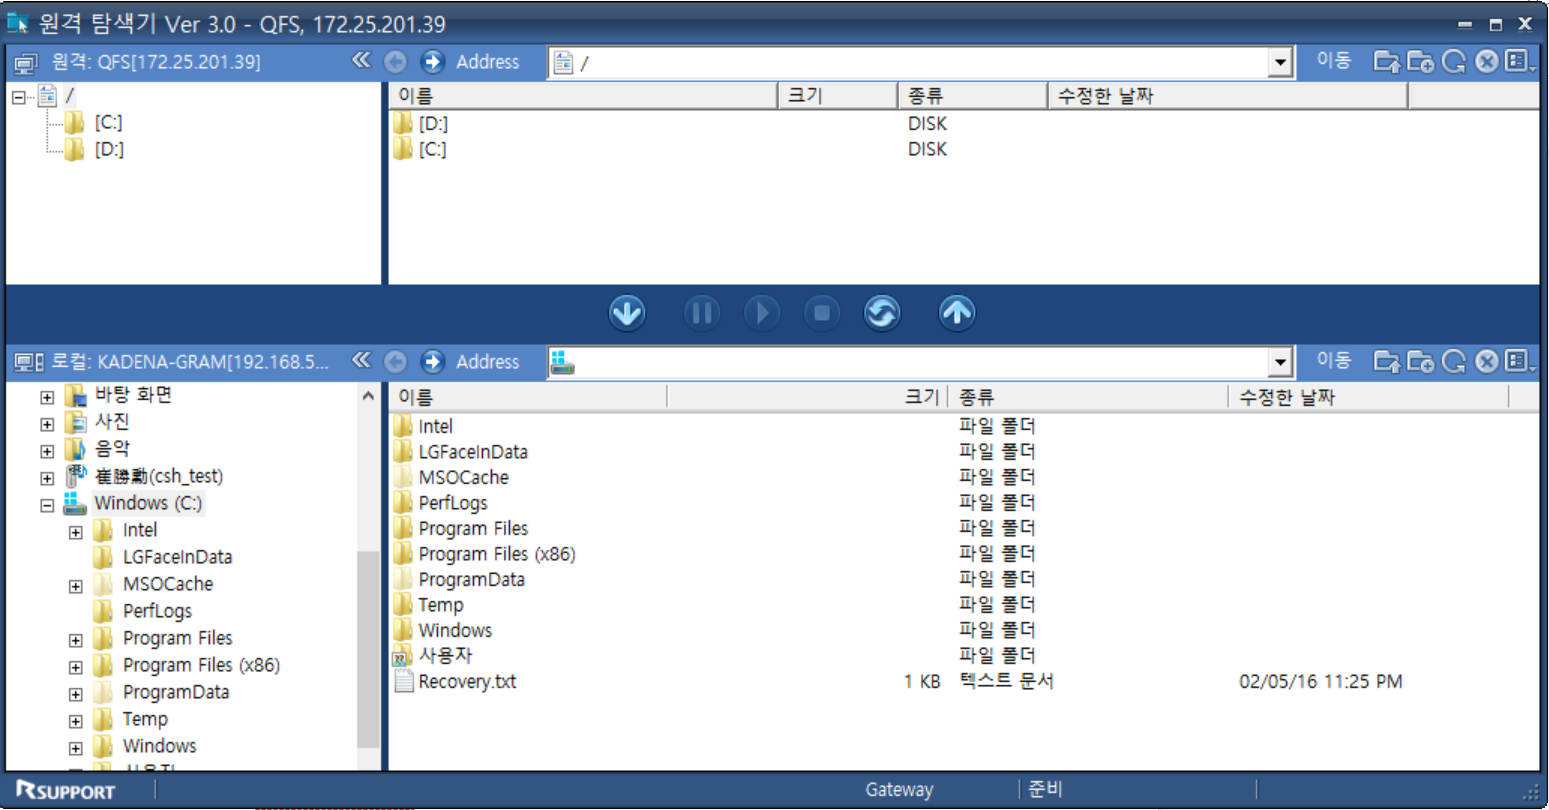 원격 탐색기 Ver 3.0 - QFS, 172.25.201.39
원격: QFS[172.25.201.39] Address / 이동
/
[C:]
[D:]
이름 크기 종류 수정한 날짜
[D:] DISK
[C:] DISK
로컬: KADENA-GRAM[192.168.5... Address 이동
바탕 화면
사진
음악
崔勝勳(csh_test)
Windows (C:)
Intel
LGFaceInData
MSOCache
PerfLogs
Program Files
Program Files (x86)
ProgramData
Temp
Windows
사용자
이름 크기 종류 수정한 날짜
Intel 파일 폴더
LGFaceInData 파일 폴더
MSOCache 파일 폴더
PerfLogs 파일 폴더
Program Files 파일 폴더
Program Files (x86) 파일 폴더
ProgramData 파일 폴더
Temp 파일 폴더
Windows 파일 폴더
사용자 파일 폴더
Recovery.txt 1 KB 텍스트 문서 02/05/16 11:25 PM
RSUPPORT Gateway 준비